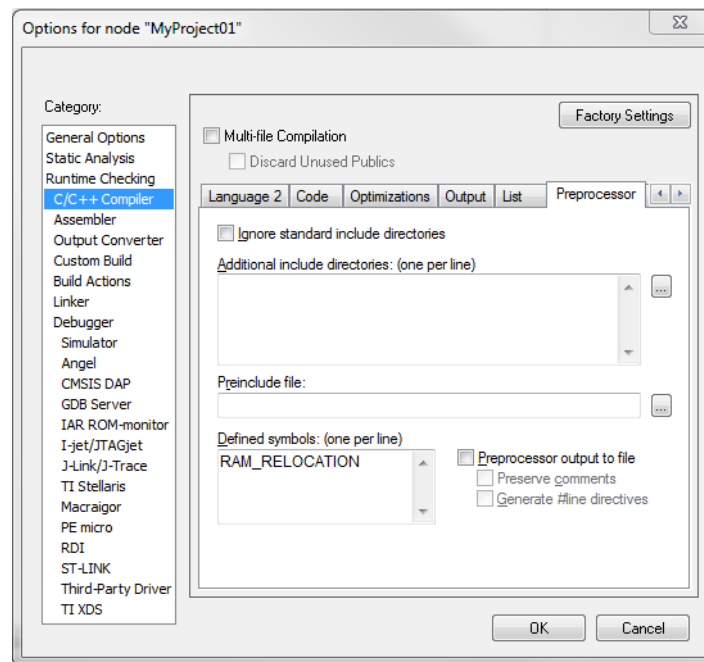 Options for node "MyProject01"
Category:
General Options
Static Analysis
Runtime Checking
C/C++ Compiler
Assembler
Output Converter
Custom Build
Build Actions
Linker
Debugger
Simulator
Angel
CMSIS DAP
GDB Server
IAR ROM-monitor
I-jet/JTAGjet
J-Link/J-Trace
TI Stellaris
Macraigor
PE micro
RDI
ST-LINK
Third-Party Driver
TI XDS
Factory Settings
Multi-file Compilation
Discard Unused Publics
Language 2 Code Optimizations Output List Preprocessor
Ignore standard include directories
Additional include directories: (one per line)
...
Preinclude file:
...
Defined symbols: (one per line)
RAM_RELOCATION
Preprocessor output to file
Preserve comments
Generate #line directives
OK Cancel